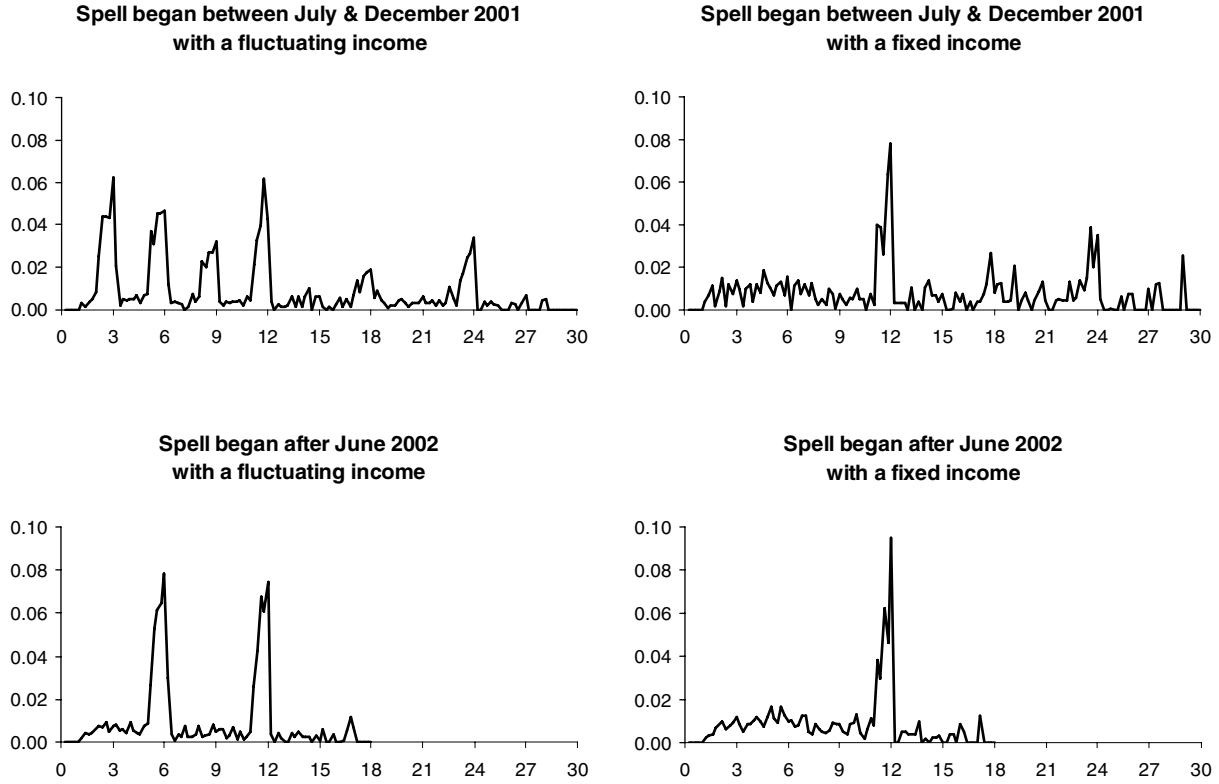 Spell began between July & December 2001
with a fluctuating income
0.10
0.08
0.06
0.04
0.02
0.00
0 3 6 9 12 15 18 21 24 27 30
Spell began between July & December 2001
with a fixed income
0.10
0.08
0.06
0.04
0.02
0.00
0 3 6 9 12 15 18 21 24 27 30
Spell began after June 2002
with a fluctuating income
0.10
0.08
0.06
0.04
0.02
0.00
0 3 6 9 12 15 18 21 24 27 30
Spell began after June 2002
with a fixed income
0.10
0.08
0.06
0.04
0.02
0.00
0 3 6 9 12 15 18 21 24 27 30